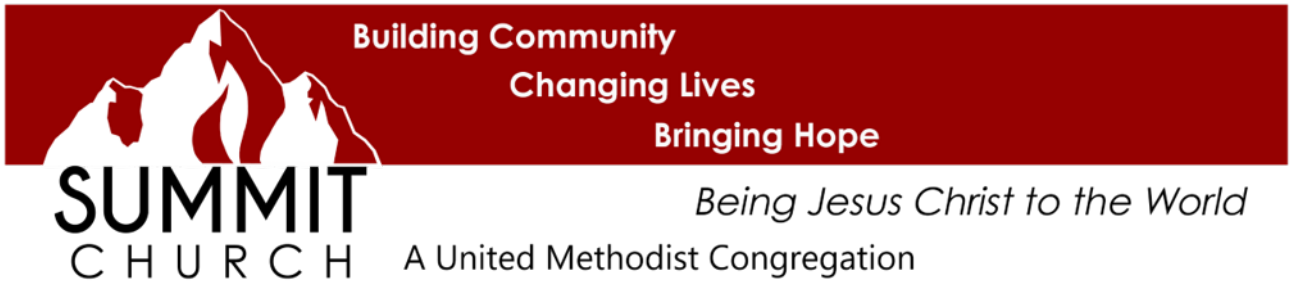 Building Community
Changing Lives
Bringing Hope
SUMMIT
CHURCH
Being Jesus Christ to the World
A United Methodist Congregation